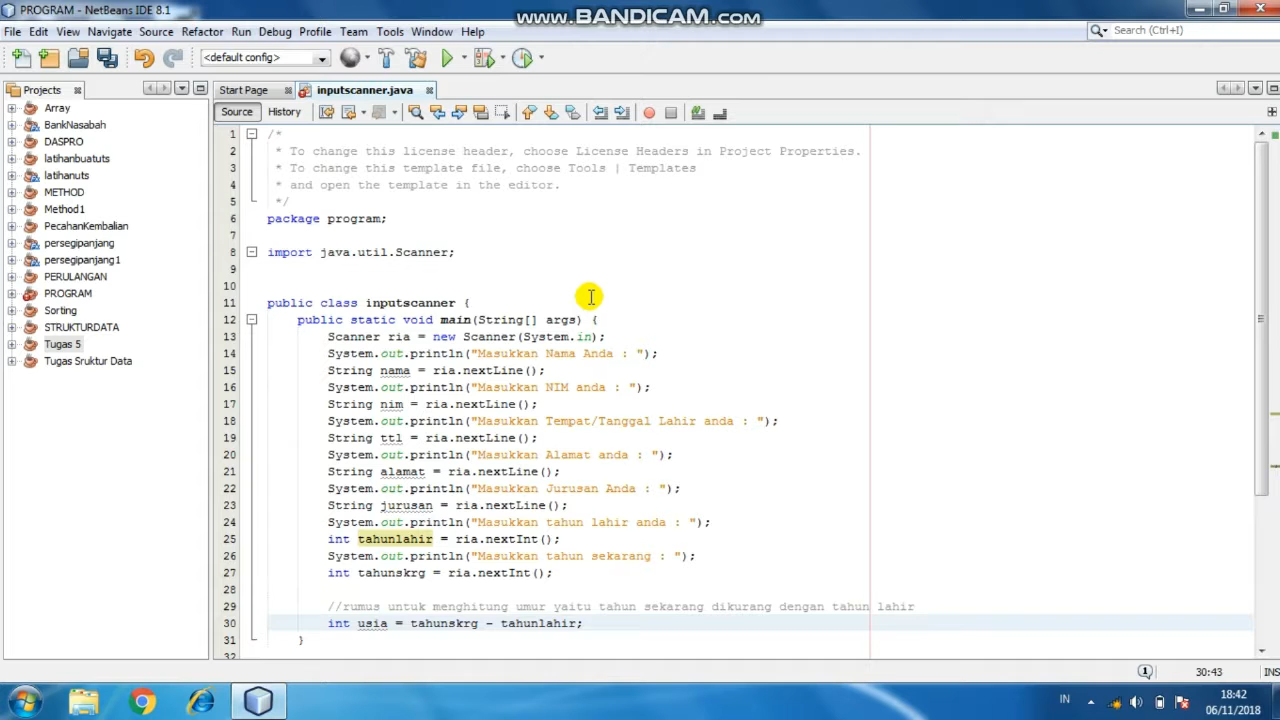 PROGRAM - NetBeans IDE 8.1
www.BANDICAM.com
File Edit View Navigate Source Refactor Run Debug Profile Team Tools Window Help
Search (Ctrl+I)
<default config>
Projects
Start Page
inputscanner.java
Source History
Array
BankNasabah
DASPRO
latihanbuatuts
latihanuts
METHOD
Method1
PecahanKembalian
persegipanjang
persegipanjang1
PERULANGAN
PROGRAM
Sorting
STRUKTURDATA
Tugas 5
Tugas Sruktur Data
1 /*
2 * To change this license header, choose License Headers in Project Properties.
3 * To change this template file, choose Tools | Templates
4 * and open the template in the editor.
5 */
6 package program;
7
8 import java.util.Scanner;
9
10
11 public class inputscanner {
12 public static void main(String[] args) {
13 Scanner ria = new Scanner(System.in);
14 System.out.println("Masukkan Nama Anda : ");
15 String nama = ria.nextLine();
16 System.out.println("Masukkan NIM anda : ");
17 String nim = ria.nextLine();
18 System.out.println("Masukkan Tempat/Tanggal Lahir anda : ");
19 String ttl = ria.nextLine();
20 System.out.println("Masukkan Alamat anda : ");
21 String alamat = ria.nextLine();
22 System.out.println("Masukkan Jurusan Anda : ");
23 String jurusan = ria.nextLine();
24 System.out.println("Masukkan tahun lahir anda : ");
25 int tahunlahir = ria.nextInt();
26 System.out.println("Masukkan tahun sekarang : ");
27 int tahunskrg = ria.nextInt();
28
29 //rumus untuk menghitung umur yaitu tahun sekarang dikurang dengan tahun lahir
30 int usia = tahunskrg - tahunlahir;
31 }
32
30:43 INS
IN
18:42
06/11/2018